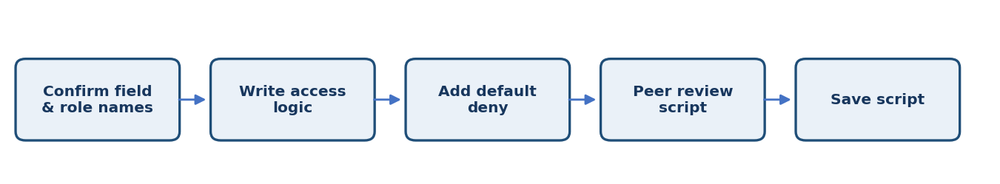 Confirm field
& role names
Write access
logic
Add default
deny
Peer review
script
Save script